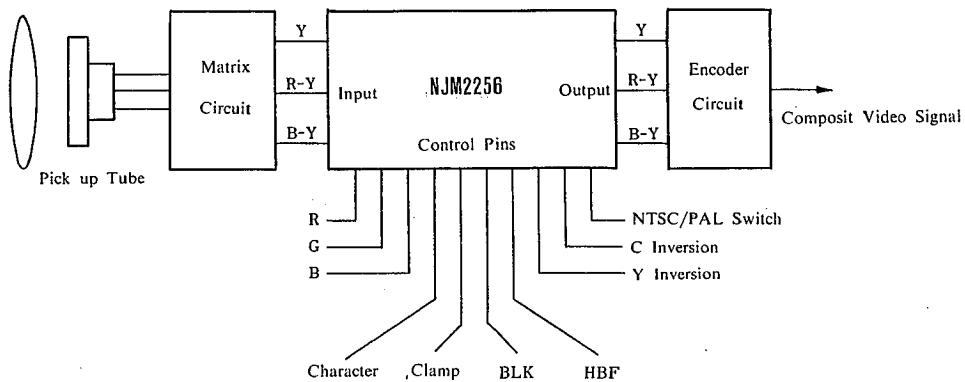 Y
Y
Matrix
Circuit
R-Y
Input
NJM2256
Output
R-Y
Encoder
Circuit
B-Y
Control Pins
B-Y
Composit Video Signal
Pick up Tube
R
G
B
NTSC/PAL Switch
C Inversion
Y Inversion
Character
Clamp
BLK
HBF